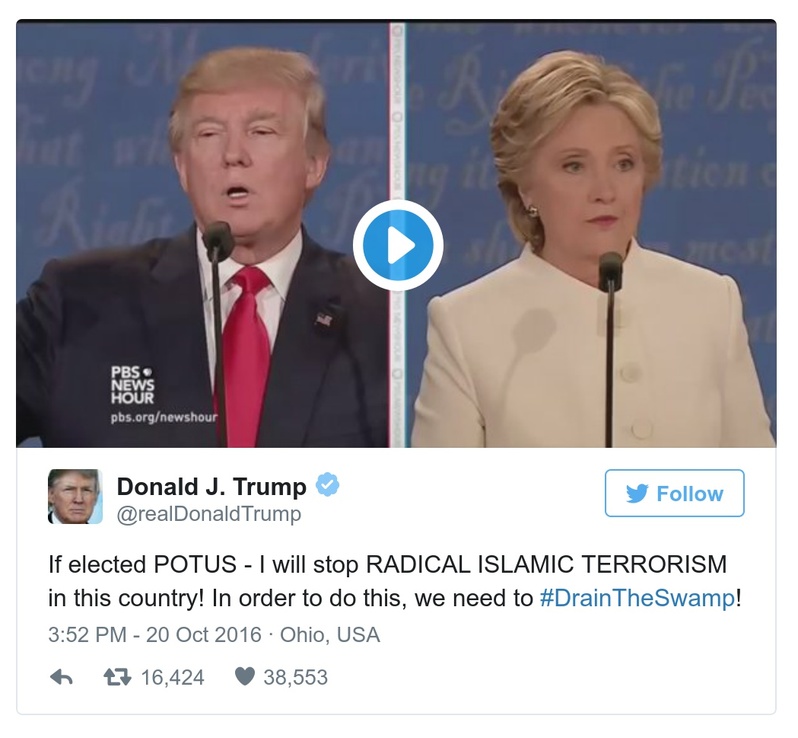 PBS
NEWS
HOUR
pbs.org/newshour
Donald J. Trump
@realDonaldTrump
Follow
If elected POTUS - I will stop RADICAL ISLAMIC TERRORISM
in this country! In order to do this, we need to #DrainTheSwamp!
3:52 PM - 20 Oct 2016 · Ohio, USA
16,424 38,553